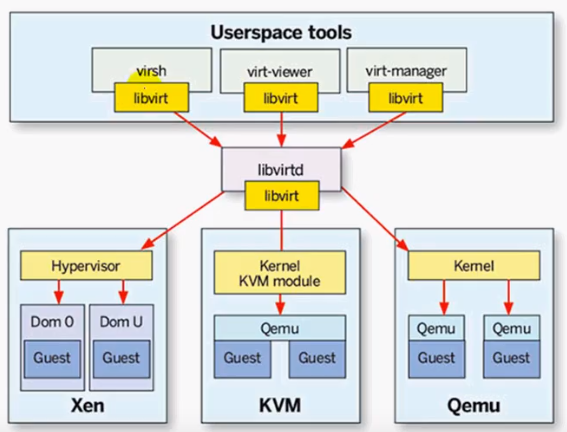 Userspace tools
virsh
virt-viewer
virt-manager
libvirt
libvirt
libvirt
libvirtd
libvirt
Hypervisor
Dom 0
Dom U
Guest
Guest
Xen
Kernel
KVM module
Qemu
Guest
Guest
KVM
Kernel
Qemu
Qemu
Guest
Guest
Qemu